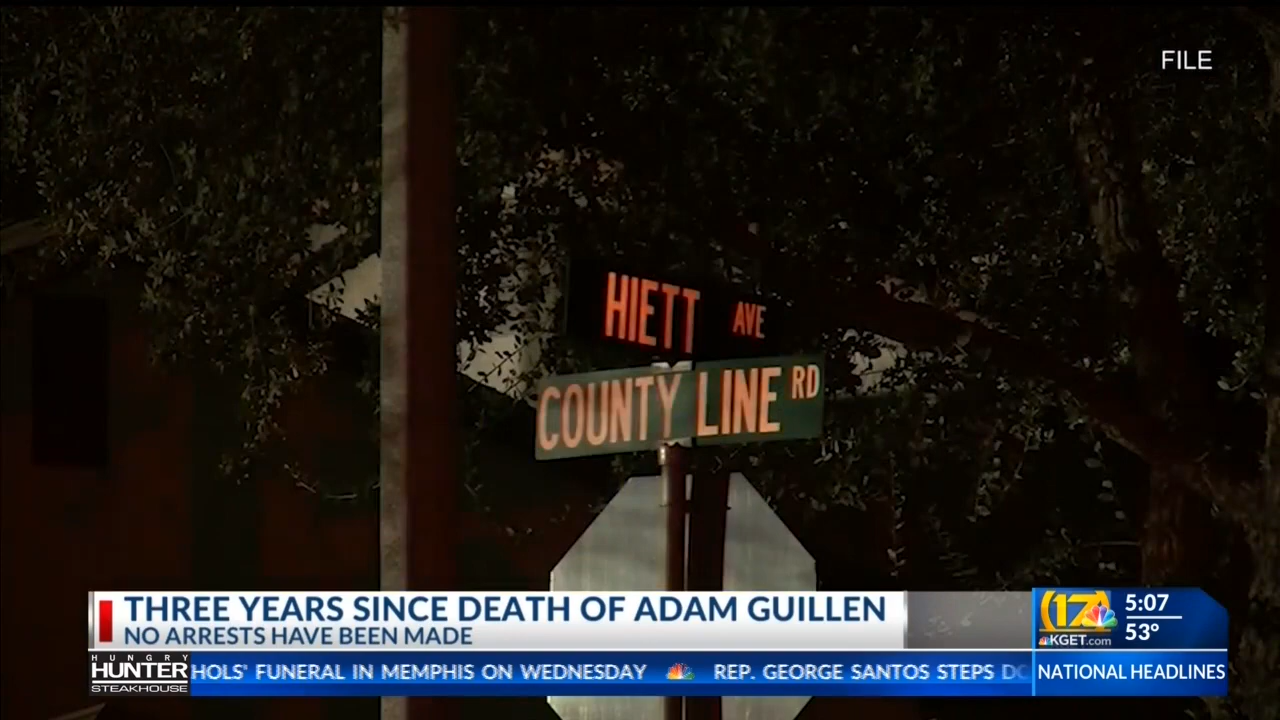 FILE
HIETT AVE
COUNTY LINE RD
THREE YEARS SINCE DEATH OF ADAM GUILLEN
NO ARRESTS HAVE BEEN MADE
17
KGET.com
5:07
53°
HUNGRY
HUNTER
STEAKHOUSE
HOLS' FUNERAL IN MEMPHIS ON WEDNESDAY REP. GEORGE SANTOS STEPS
NATIONAL HEADLINES